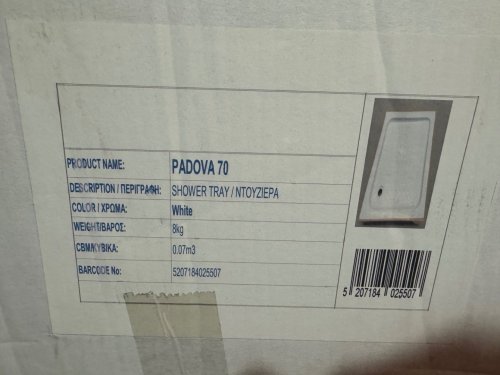 PRODUCT NAME: PADOVA 70
DESCRIPTION / ΠΕΡΙΓΡΑΦΗ: SHOWER TRAY / ΝΤΟΥΖΙΕΡΑ
COLOR / ΧΡΩΜΑ: White
WEIGHT/ΒΑΡΟΣ: 8kg
CBM/ΚΥΒΙΚΑ: 0.07m3
BARCODE No: 5207184025507
5 207184 025507